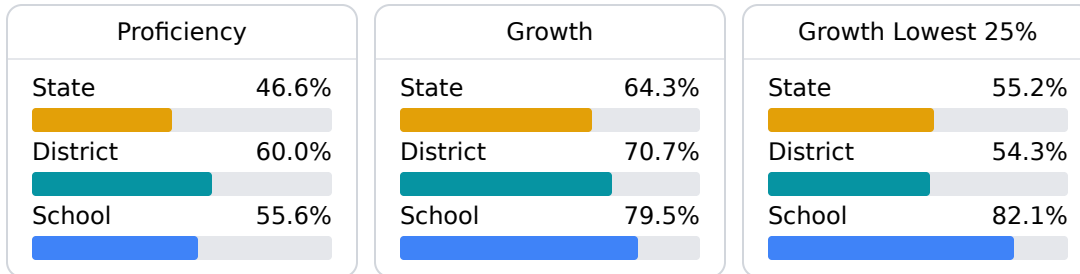 Proficiency
State 46.6%
District 60.0%
School 55.6%
Growth
State 64.3%
District 70.7%
School 79.5%
Growth Lowest 25%
State 55.2%
District 54.3%
School 82.1%